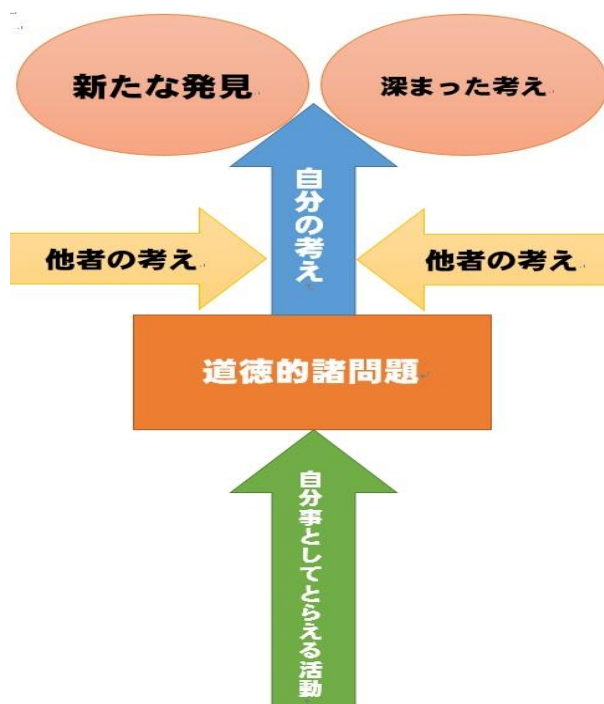 新たな発見
深まった考え
自分の考え
他者の考え
他者の考え
道徳的諸問題
自分事としてとらえる活動